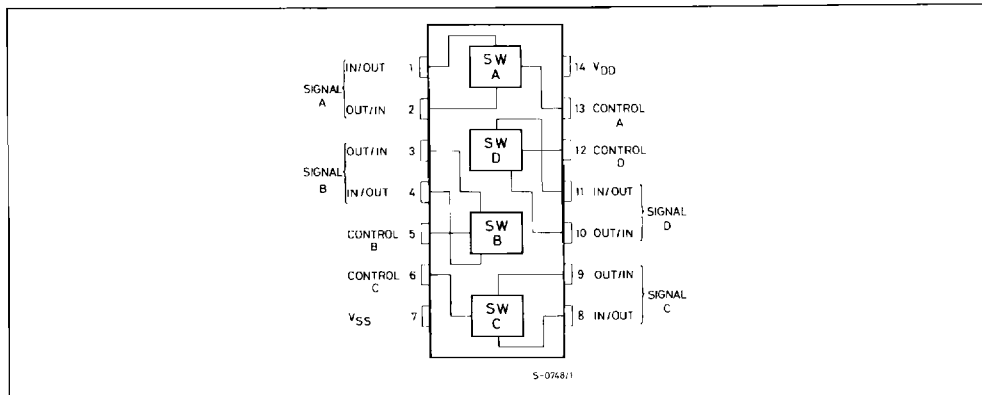 SIGNAL A
IN/OUT 1
OUT/IN 2
SIGNAL B
OUT/IN 3
IN/OUT 4
CONTROL B 5
CONTROL C 6
VSS 7
SW A
SW D
SW B
SW C
14 VDD
13 CONTROL A
12 CONTROL D
11 IN/OUT
10 OUT/IN
SIGNAL D
9 OUT/IN
8 IN/OUT
SIGNAL C
S-0748/1